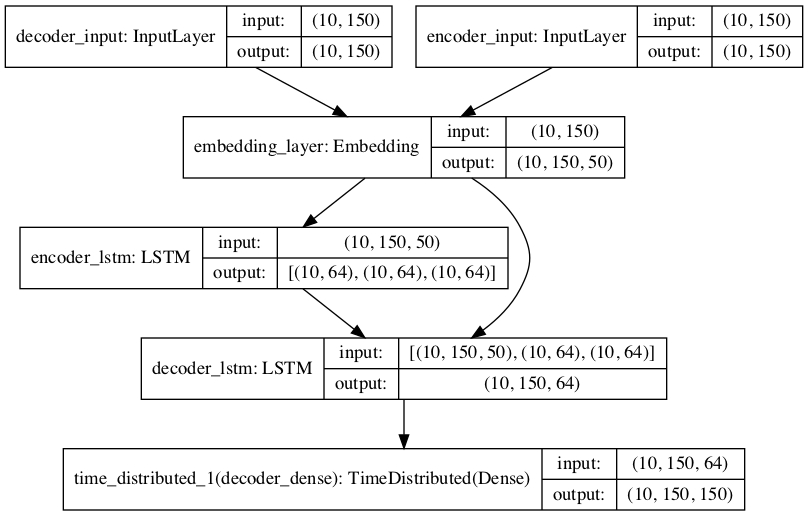 decoder_input: InputLayer
input: (10, 150)
output: (10, 150)
encoder_input: InputLayer
input: (10, 150)
output: (10, 150)
embedding_layer: Embedding
input: (10, 150)
output: (10, 150, 50)
encoder_lstm: LSTM
input: (10, 150, 50)
output: [(10, 64), (10, 64), (10, 64)]
decoder_lstm: LSTM
input: [(10, 150, 50), (10, 64), (10, 64)]
output: (10, 150, 64)
time_distributed_1(decoder_dense): TimeDistributed(Dense)
input: (10, 150, 64)
output: (10, 150, 150)